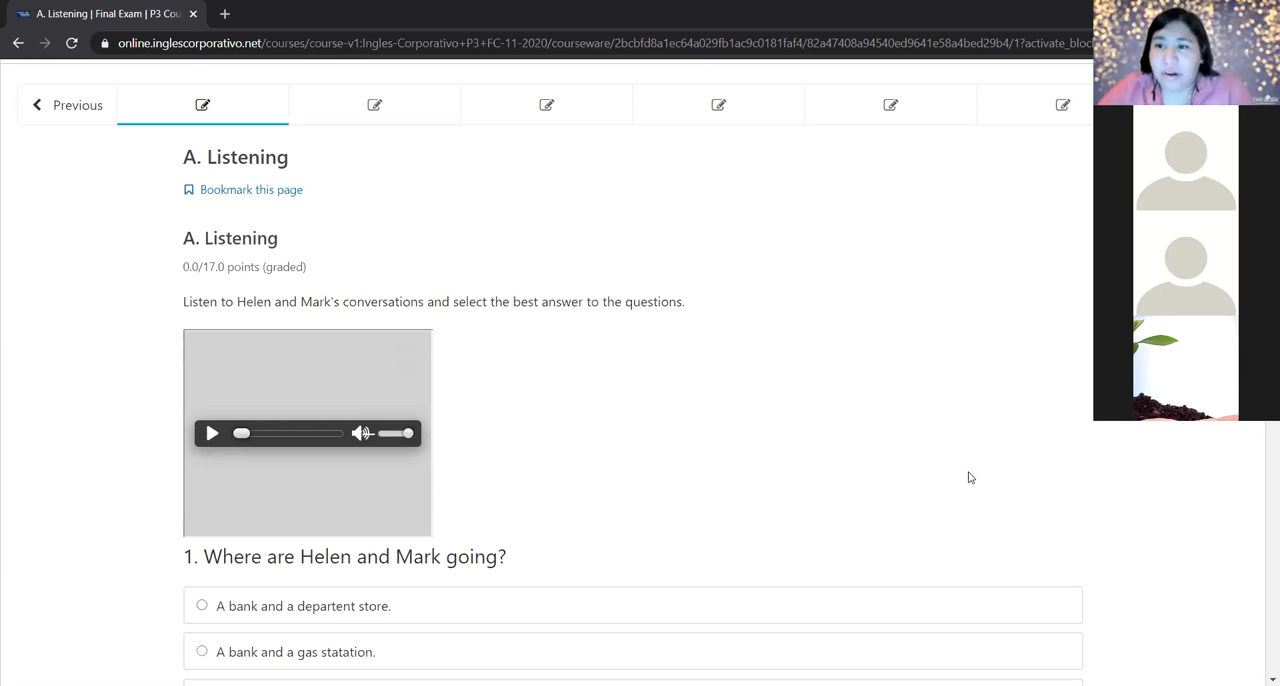 A. Listening | Final Exam | P3 Cou
online.inglescorporativo.net/courses/course-v1:Ingles-Corporativo+P3+FC-11-2020/courseware/2bcbfd8a1ec64a029fb1ac9c0181faf4/82a47408a94540ed9641e58a4bed29b4/1?activate_bloc
Previous
A. Listening
Bookmark this page
A. Listening
0.0/17.0 points (graded)
Listen to Helen and Mark's conversations and select the best answer to the questions.
1. Where are Helen and Mark going?
A bank and a departent store.
A bank and a gas statation.